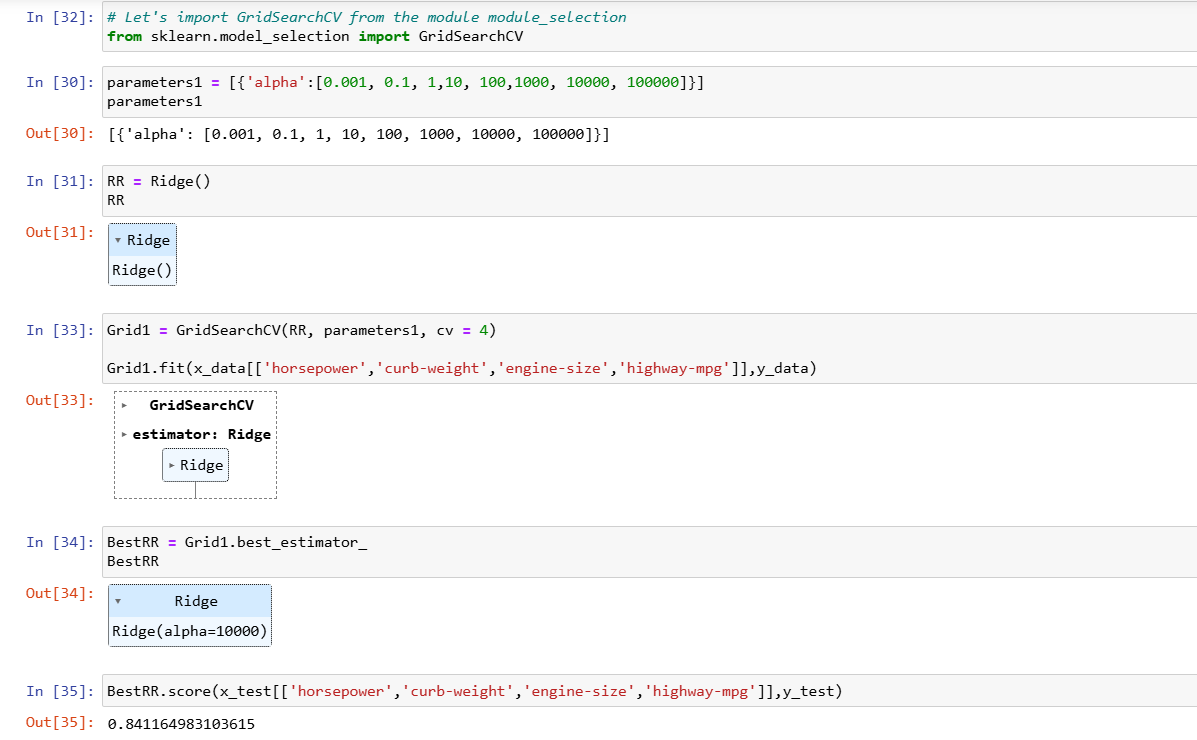 In [32]: # Let's import GridSearchCV from the module module_selection
from sklearn.model_selection import GridSearchCV
In [30]: parameters1 = [{'alpha':[0.001, 0.1, 1,10, 100,1000, 10000, 100000]}]
parameters1
Out[30]: [{'alpha': [0.001, 0.1, 1, 10, 100, 1000, 10000, 100000]}]
In [31]: RR = Ridge()
RR
Out[31]: ▾ Ridge
Ridge()
In [33]: Grid1 = GridSearchCV(RR, parameters1, cv = 4)
Grid1.fit(x_data[['horsepower','curb-weight','engine-size','highway-mpg']],y_data)
Out[33]: ▸ GridSearchCV
▸ estimator: Ridge
▸ Ridge
In [34]: BestRR = Grid1.best_estimator_
BestRR
Out[34]: ▾ Ridge
Ridge(alpha=10000)
In [35]: BestRR.score(x_test[['horsepower','curb-weight','engine-size','highway-mpg']],y_test)
Out[35]: 0.841164983103615